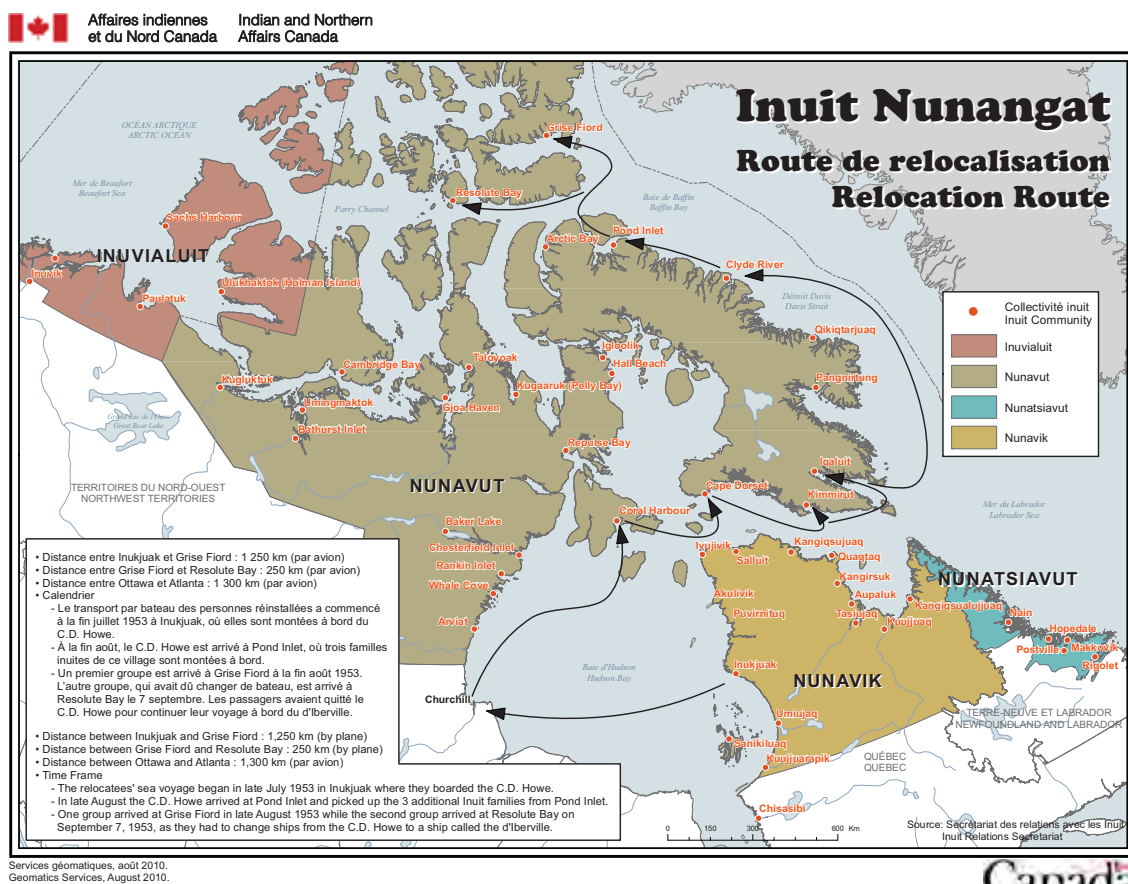 Affaires indiennes
et du Nord Canada
Indian and Northern
Affairs Canada
Inuit Nunangat
Route de relocalisation
Relocation Route
OCÉAN ARCTIQUE
ARCTIC OCEAN
Mer de Beaufort
Beaufort Sea
Parry Channel
Baie de Baffin
Baffin Bay
Détroit Davis
Davis Strait
Grise Fiord
Resolute Bay
Sachs Harbour
INUVIALUIT
Inuvik
Paulatuk
Ulukhaktok (Holman Island)
Arctic Bay
Pond Inlet
Clyde River
Qikiqtarjuaq
Pangnirtung
Collectivité inuit
Inuit Community
Inuvialuit
Nunavut
Nunatsiavut
Nunavik
Igloolik
Hall Beach
Taloyoak
Cambridge Bay
Kugluktuk
Kugaaruk (Pelly Bay)
Gjoa Haven
Umingmaktok
Bathurst Inlet
Grand Lac de l'Ours
Great Bear Lake
Repulse Bay
Iqaluit
Kimmirut
Cape Dorset
Coral Harbour
NUNAVUT
TERRITOIRES DU NORD-OUEST
NORTHWEST TERRITORIES
Mer du Labrador
Labrador Sea
Baker Lake
Chesterfield Inlet
Rankin Inlet
Whale Cove
Arviat
Churchill
Ivujivik
Salluit
Kangiqsujuaq
Quaqtaq
Kangirsuk
Akulivik
Aupaluk
Puvirnituq
Tasiujaq
Kuujjuaq
Kangiqsualujjuaq
NUNATSIAVUT
Nain
Hopedale
Postville
Makkovik
Rigolet
Inukjuak
NUNAVIK
Baie d'Hudson
Hudson Bay
Umiujaq
Sanikiluaq
Kuujjuarapik
Chisasibi
TERRE-NEUVE ET LABRADOR
NEWFOUNDLAND AND LABRADOR
QUÉBEC
QUEBEC
• Distance entre Inukjuak et Grise Fiord : 1 250 km (par avion)
• Distance entre Grise Fiord et Resolute Bay : 250 km (par avion)
• Distance entre Ottawa et Atlanta : 1 300 km (par avion)
• Calendrier
- Le transport par bateau des personnes réinstallées a commencé
à la fin juillet 1953 à Inukjuak, où elles sont montées à bord du
C.D. Howe.
- À la fin août, le C.D. Howe est arrivé à Pond Inlet, où trois familles
inuites de ce village sont montées à bord.
- Un premier groupe est arrivé à Grise Fiord à la fin août 1953.
L'autre groupe, qui avait dû changer de bateau, est arrivé à
Resolute Bay le 7 septembre. Les passagers avaient quitté le
C.D. Howe pour continuer leur voyage à bord du d'Iberville.
• Distance between Inukjuak and Grise Fiord : 1,250 km (by plane)
• Distance between Grise Fiord and Resolute Bay : 250 km (by plane)
• Distance between Ottawa and Atlanta : 1,300 km (par avion)
• Time Frame
- The relocatees' sea voyage began in late July 1953 in Inukjuak where they boarded the C.D. Howe.
- In late August the C.D. Howe arrived at Pond Inlet and picked up the 3 additional Inuit families from Pond Inlet.
- One group arrived at Grise Fiord in late August 1953 while the second group arrived at Resolute Bay on
September 7, 1953, as they had to change ships from the C.D. Howe to a ship called the d'Iberville.
0 150 300 600 Km
Source: Secrétariat des relations avec les Inuit
Inuit Relations Secretariat
Services géomatiques, août 2010.
Geomatics Services, August 2010.
Canada